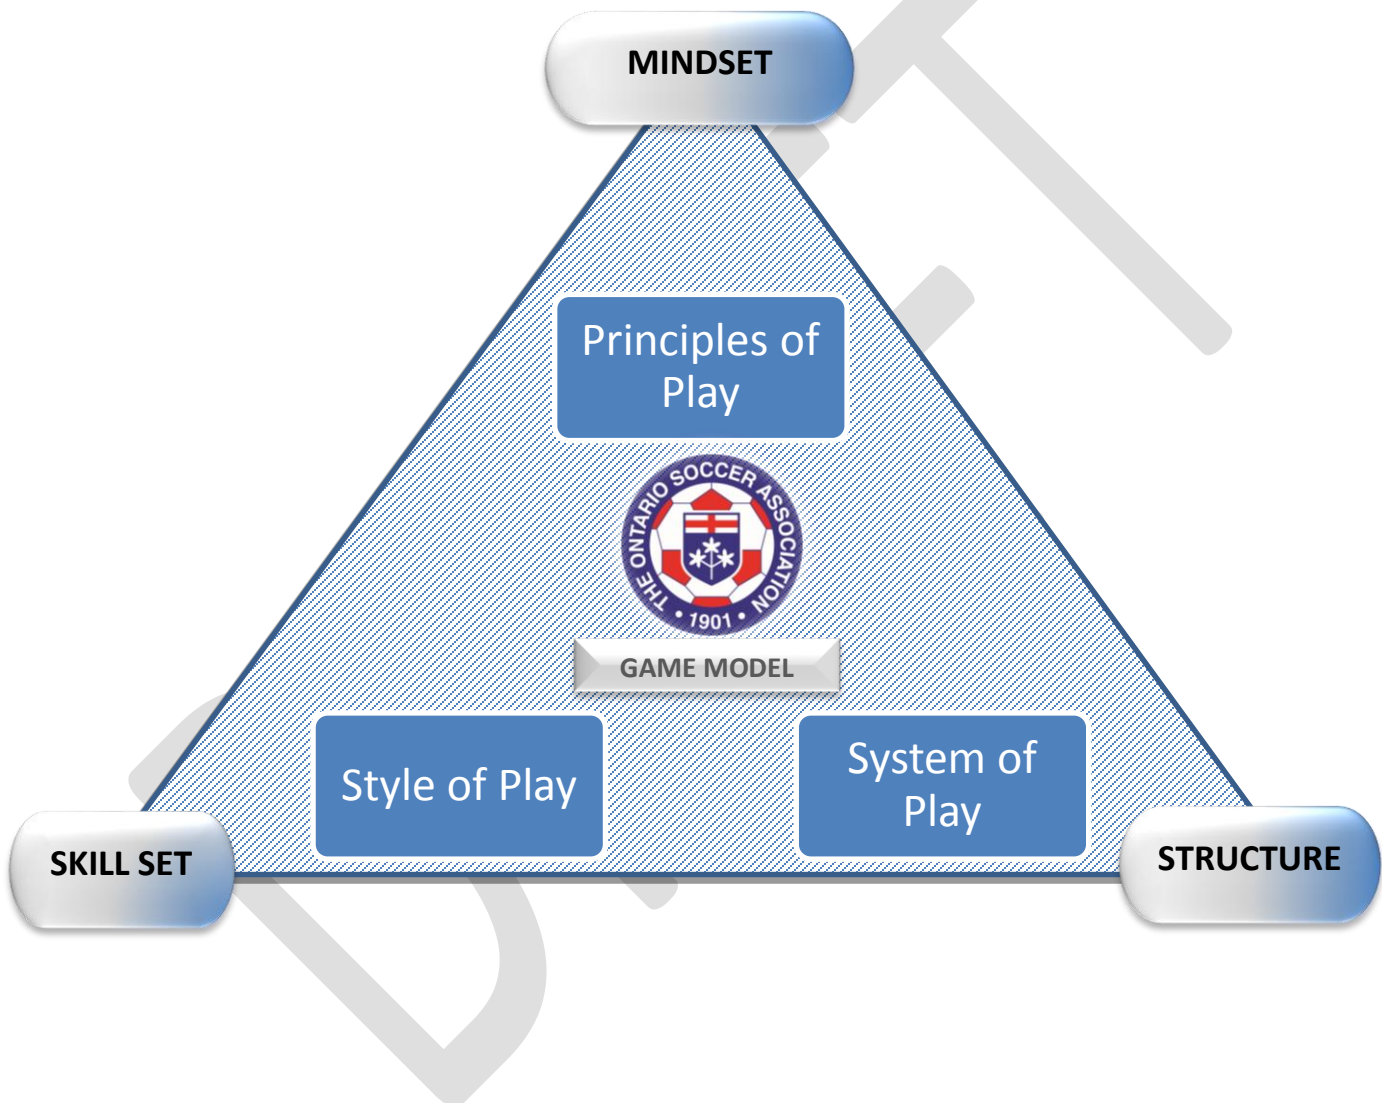 MINDSET
Principles of
Play
THE ONTARIO SOCCER ASSOCIATION
• 1901 •
GAME MODEL
Style of Play
System of
Play
SKILL SET
STRUCTURE
DRAFT